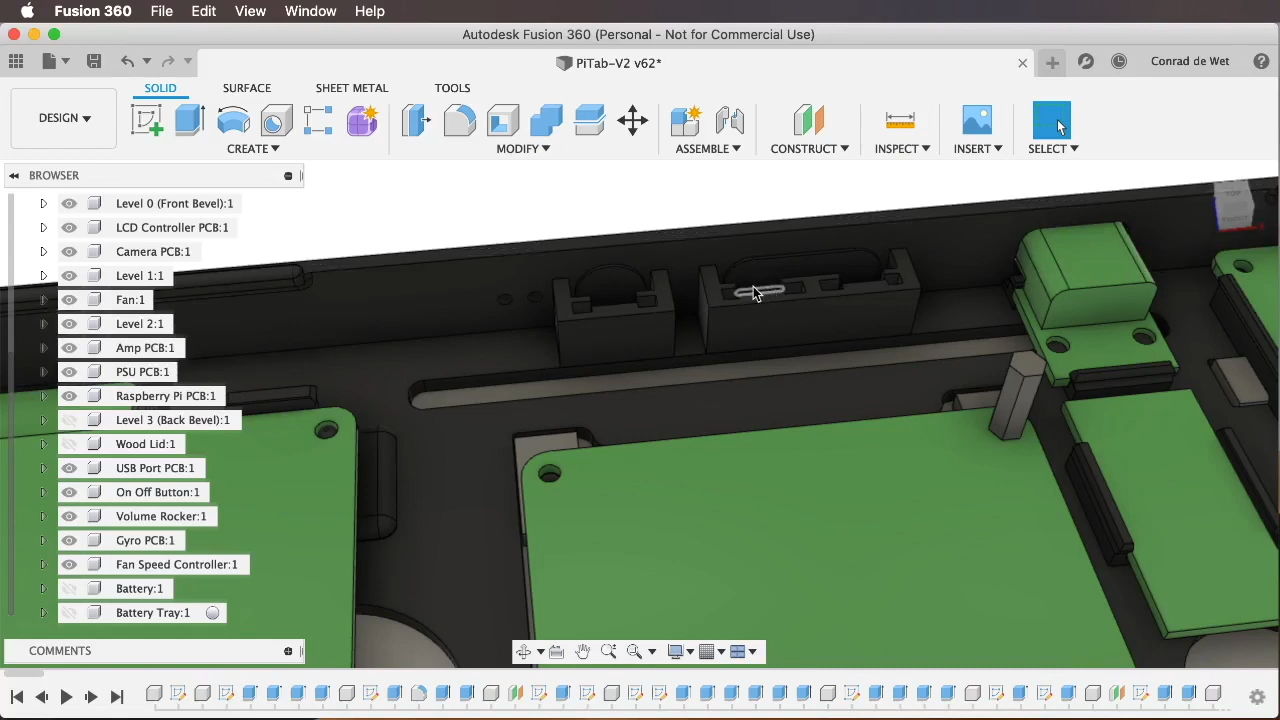 Fusion 360 File Edit View Window Help
Autodesk Fusion 360 (Personal - Not for Commercial Use)
PiTab-V2 v62*
Conrad de Wet
SOLID SURFACE SHEET METAL TOOLS
DESIGN
CREATE MODIFY ASSEMBLE CONSTRUCT INSPECT INSERT SELECT
BROWSER
Level 0 (Front Bevel):1
LCD Controller PCB:1
Camera PCB:1
Level 1:1
Fan:1
Level 2:1
Amp PCB:1
PSU PCB:1
Raspberry Pi PCB:1
Level 3 (Back Bevel):1
Wood Lid:1
USB Port PCB:1
On Off Button:1
Volume Rocker:1
Gyro PCB:1
Fan Speed Controller:1
Battery:1
Battery Tray:1
COMMENTS
TOP